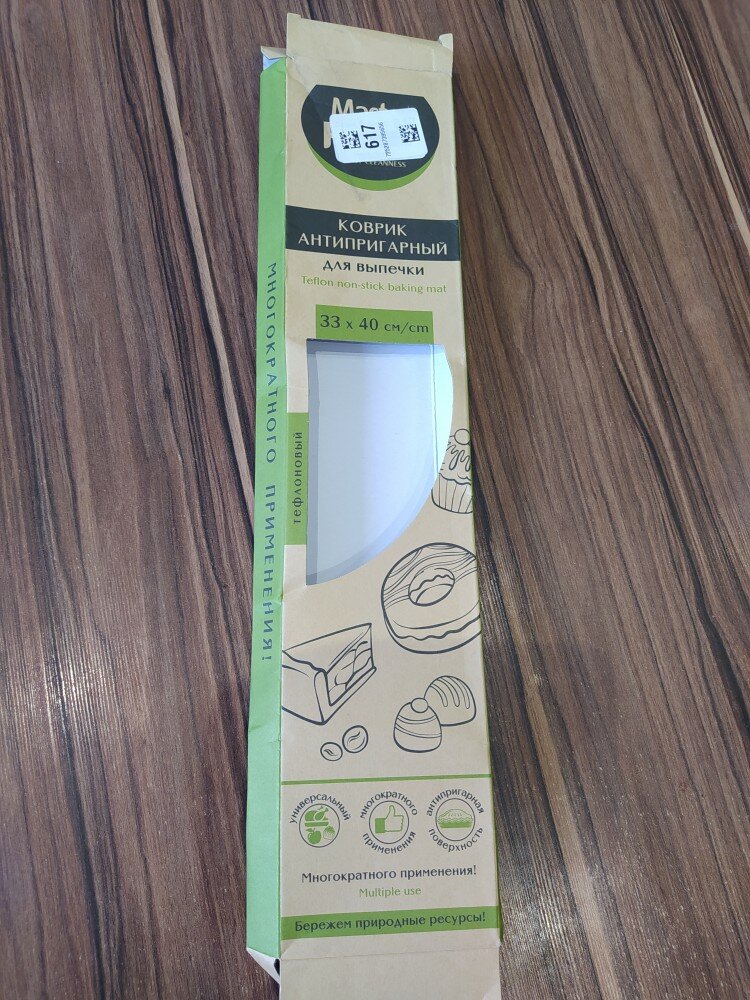 617
CLEANNESS
КОВРИК
АНТИПРИГАРНЫЙ
для выпечки
Teflon non-stick baking mat
33 х 40 см/cm
тефлоновый
МНОГОКРАТНОГО ПРИМЕНЕНИЯ!
универсальный
многократного применения
антипригарная поверхность
Многократного применения!
Multiple use
Бережем природные ресурсы!